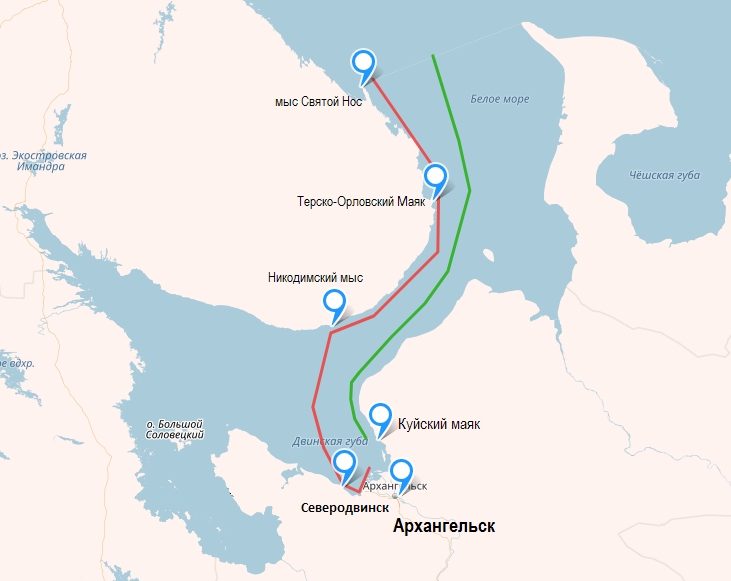 мыс Святой Нос
Белое море
оз. Экостровская
Имандра
Чёшская губа
Терско-Орловский Маяк
Никодимский мыс
вдхр.
о. Большой
Соловецкий
Куйский маяк
Двинская губа
Архангельск
Северодвинск
Архангельск